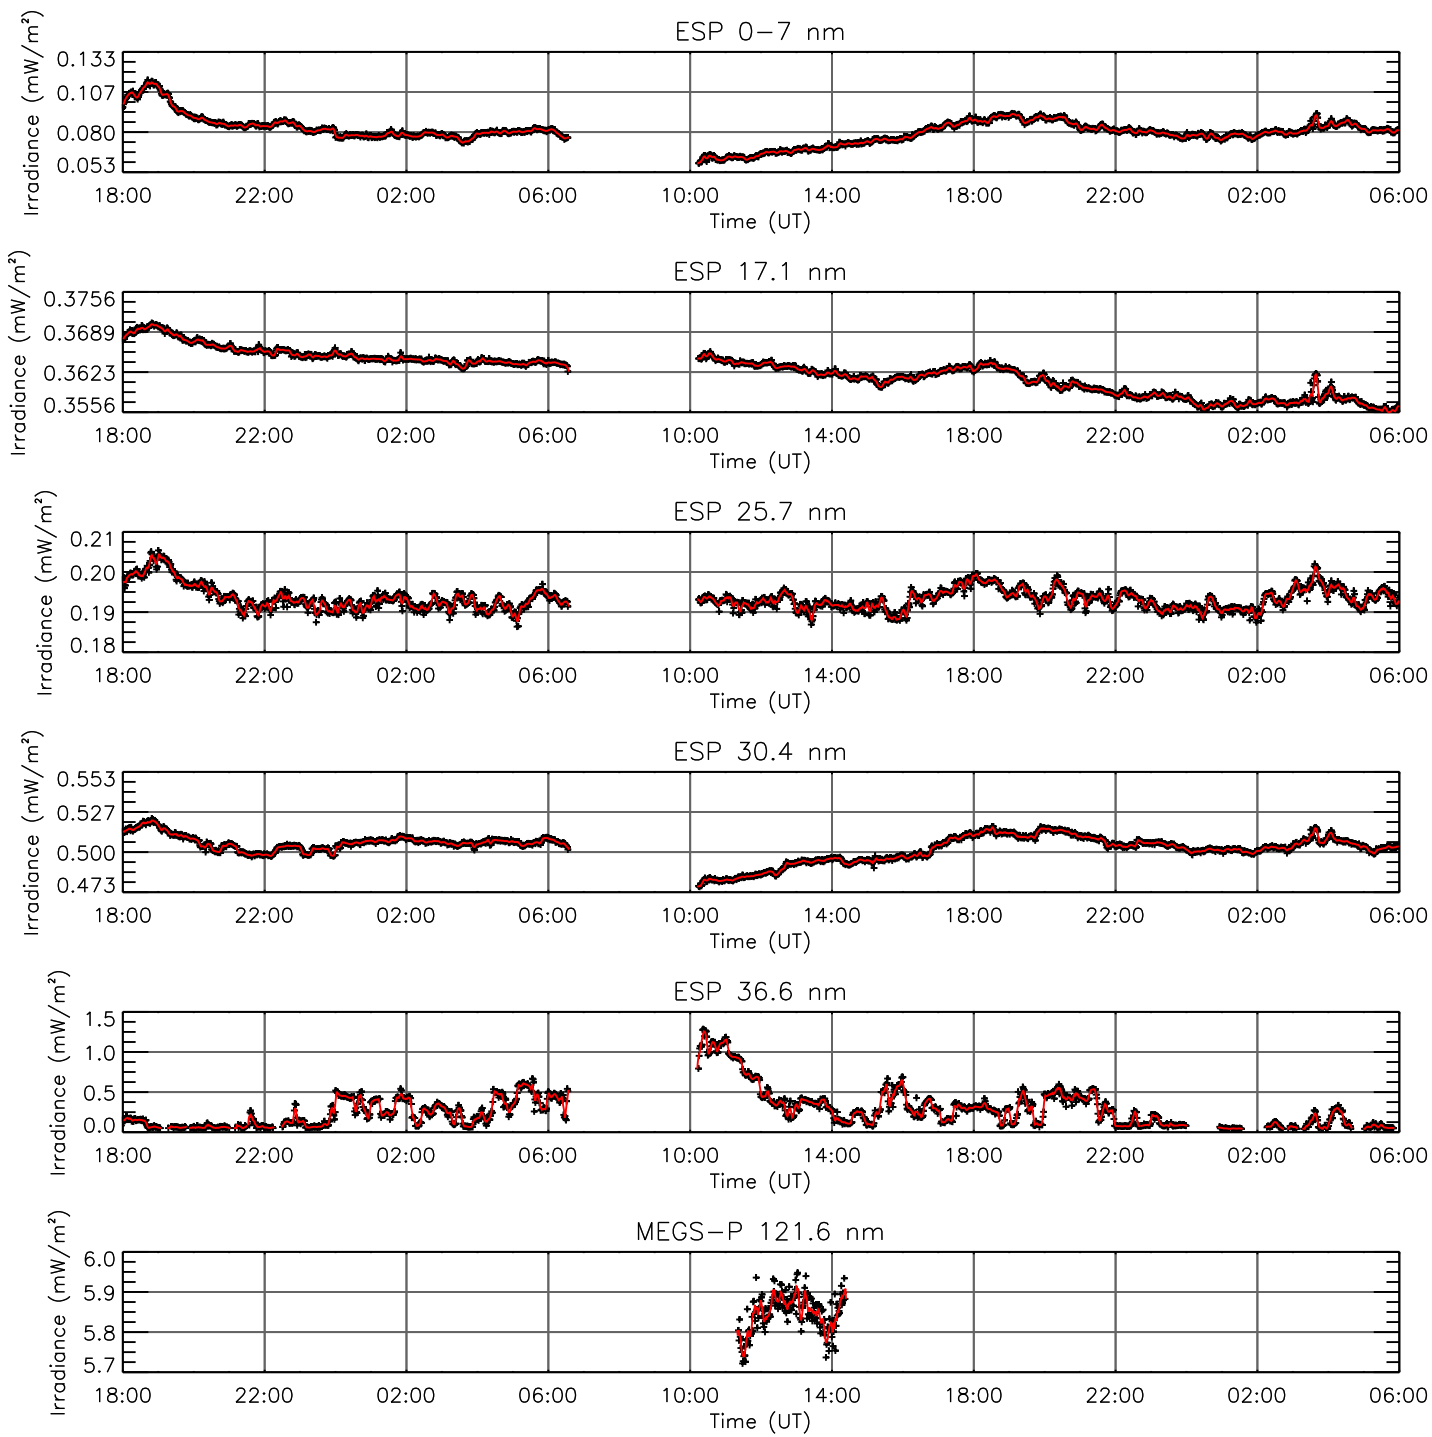 ESP 0-7 nm
Irradiance (mW/m²)
0.133
0.107
0.080
0.053
18:00 22:00 02:00 06:00 10:00 14:00 18:00 22:00 02:00 06:00
Time (UT)
ESP 17.1 nm
Irradiance (mW/m²)
0.3756
0.3689
0.3623
0.3556
18:00 22:00 02:00 06:00 10:00 14:00 18:00 22:00 02:00 06:00
Time (UT)
ESP 25.7 nm
Irradiance (mW/m²)
0.21
0.20
0.19
0.18
18:00 22:00 02:00 06:00 10:00 14:00 18:00 22:00 02:00 06:00
Time (UT)
ESP 30.4 nm
Irradiance (mW/m²)
0.553
0.527
0.500
0.473
18:00 22:00 02:00 06:00 10:00 14:00 18:00 22:00 02:00 06:00
Time (UT)
ESP 36.6 nm
Irradiance (mW/m²)
1.5
1.0
0.5
0.0
18:00 22:00 02:00 06:00 10:00 14:00 18:00 22:00 02:00 06:00
Time (UT)
MEGS-P 121.6 nm
Irradiance (mW/m²)
6.0
5.9
5.8
5.7
18:00 22:00 02:00 06:00 10:00 14:00 18:00 22:00 02:00 06:00
Time (UT)